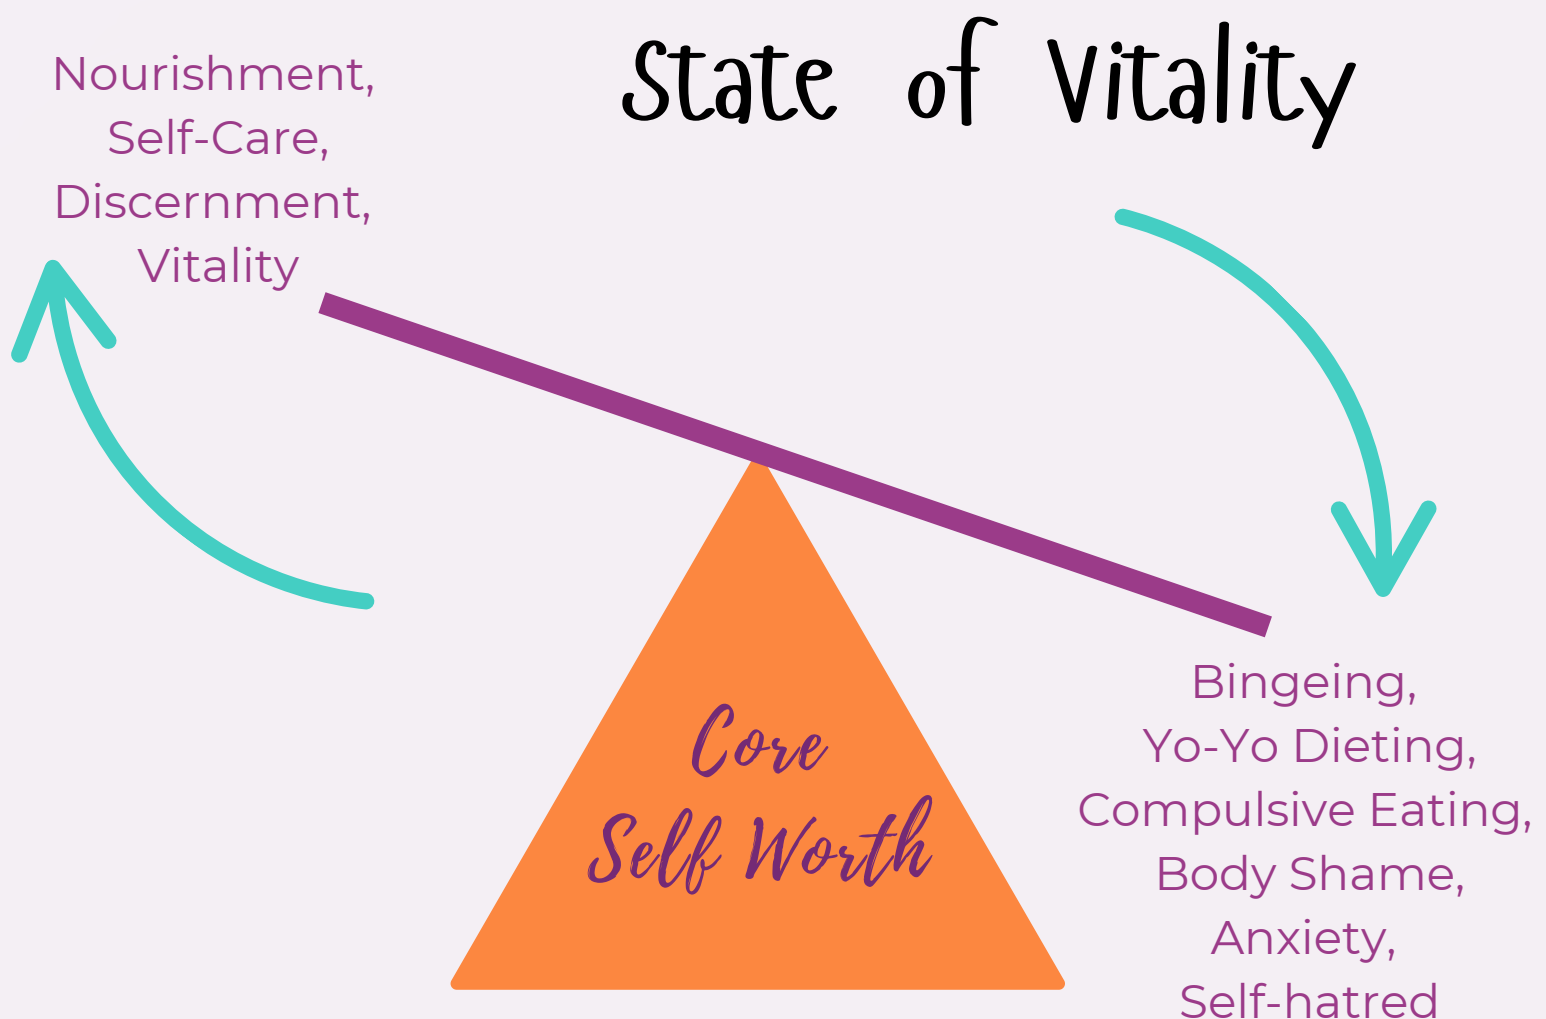 State of Vitality
Nourishment,
Self-Care,
Discernment,
Vitality
Core
Self Worth
Bingeing,
Yo-Yo Dieting,
Compulsive Eating,
Body Shame,
Anxiety,
Self-hatred